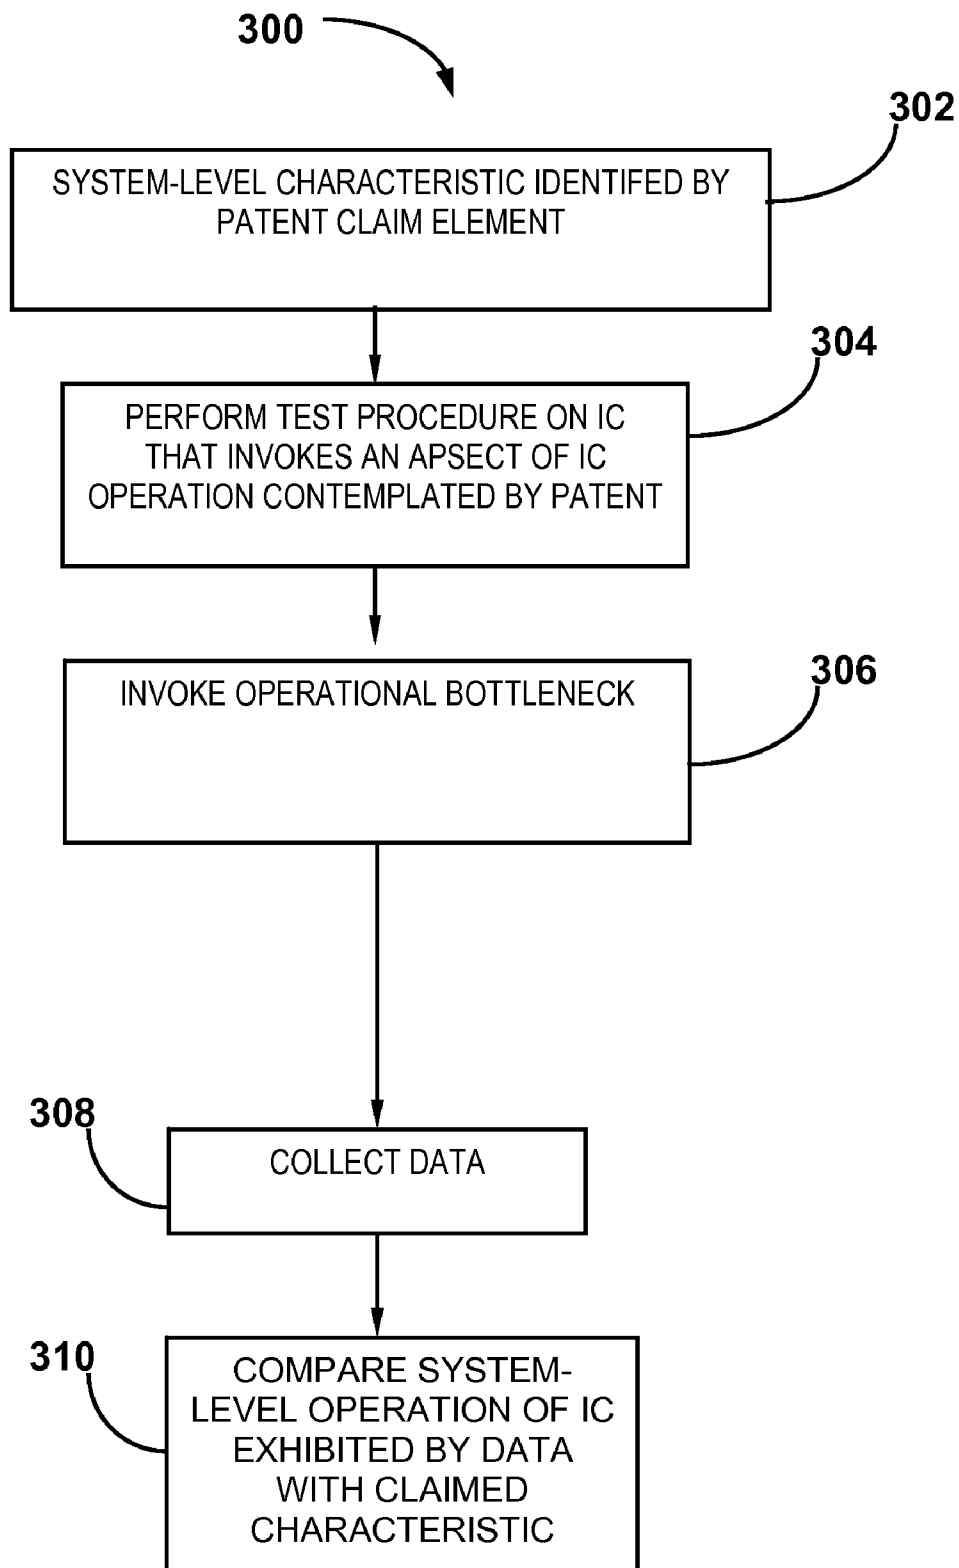 300
302
SYSTEM-LEVEL CHARACTERISTIC IDENTIFED BY
PATENT CLAIM ELEMENT
304
PERFORM TEST PROCEDURE ON IC
THAT INVOKES AN APSECT OF IC
OPERATION CONTEMPLATED BY PATENT
306
INVOKE OPERATIONAL BOTTLENECK
308
COLLECT DATA
310
COMPARE SYSTEM-
LEVEL OPERATION OF IC
EXHIBITED BY DATA
WITH CLAIMED
CHARACTERISTIC